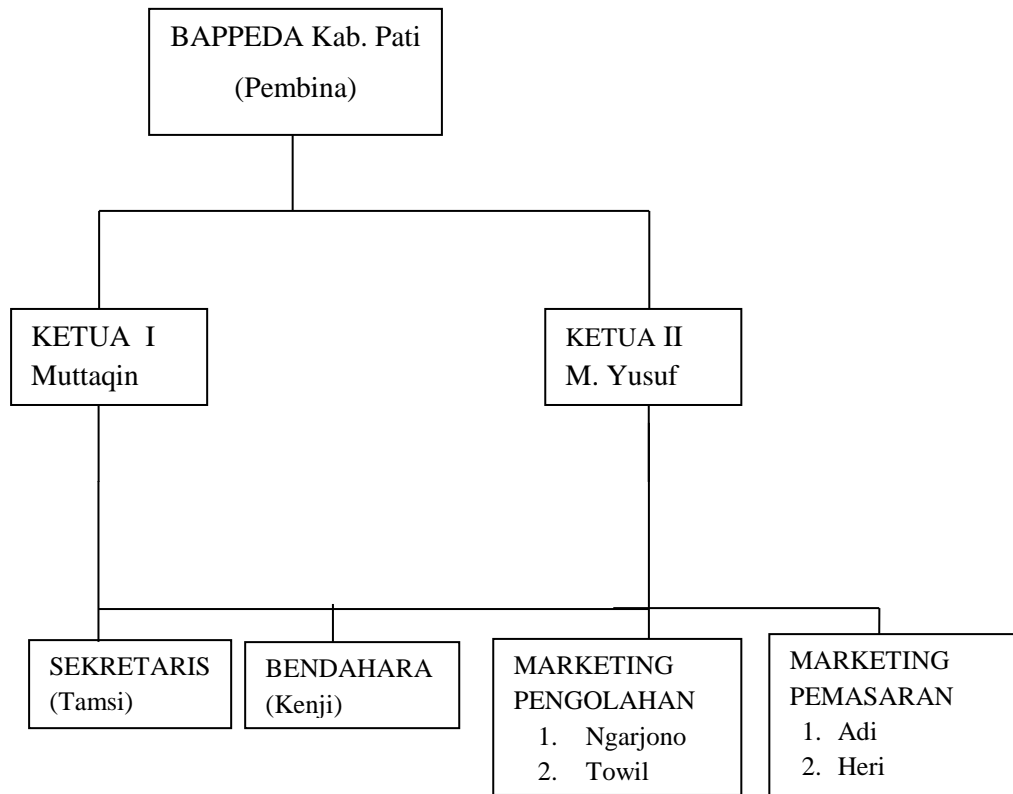 BAPPEDA Kab. Pati
(Pembina)
KETUA I
Muttaqin
KETUA II
M. Yusuf
SEKRETARIS
(Tamsi)
BENDAHARA
(Kenji)
MARKETING
PENGOLAHAN
1. Ngarjono
2. Towil
MARKETING
PEMASARAN
1. Adi
2. Heri